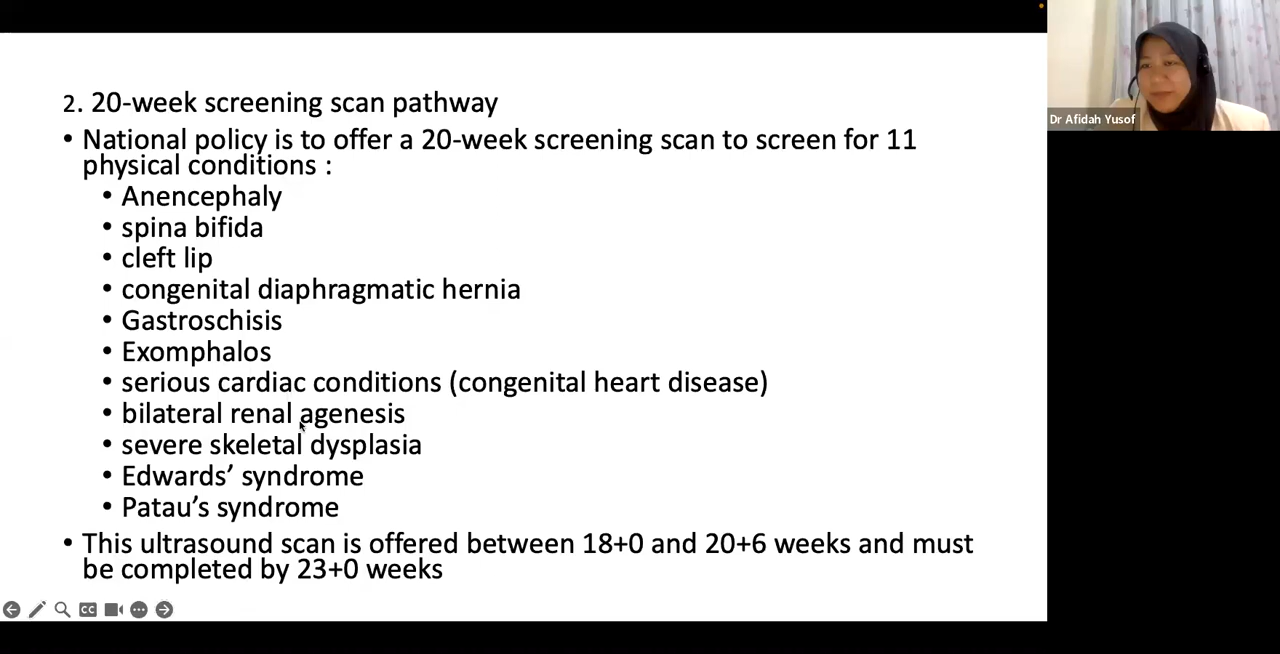 2. 20-week screening scan pathway
• National policy is to offer a 20-week screening scan to screen for 11
physical conditions :
• Anencephaly
• spina bifida
• cleft lip
• congenital diaphragmatic hernia
• Gastroschisis
• Exomphalos
• serious cardiac conditions (congenital heart disease)
• bilateral renal agenesis
• severe skeletal dysplasia
• Edwards’ syndrome
• Patau’s syndrome
• This ultrasound scan is offered between 18+0 and 20+6 weeks and must
be completed by 23+0 weeks
Dr Afidah Yusof
CC